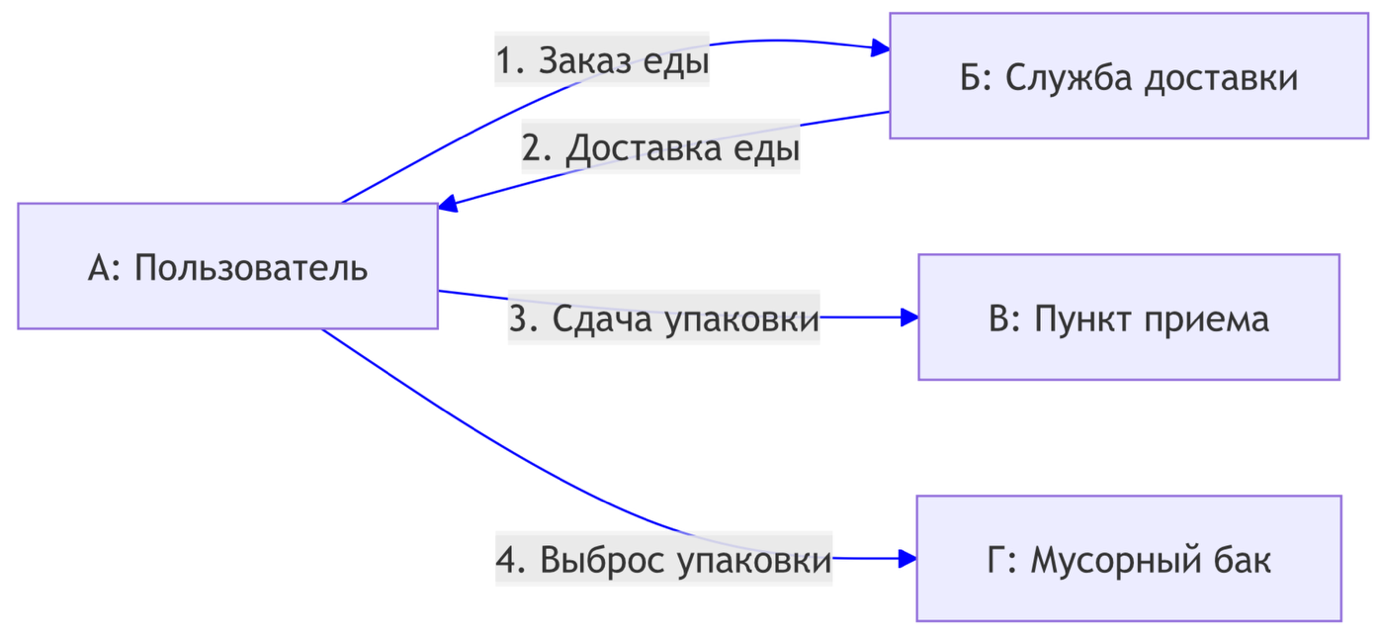 1. Заказ еды
Б: Служба доставки
2. Доставка еды
А: Пользователь
3. Сдача упаковки
В: Пункт приема
4. Выброс упаковки
Г: Мусорный бак